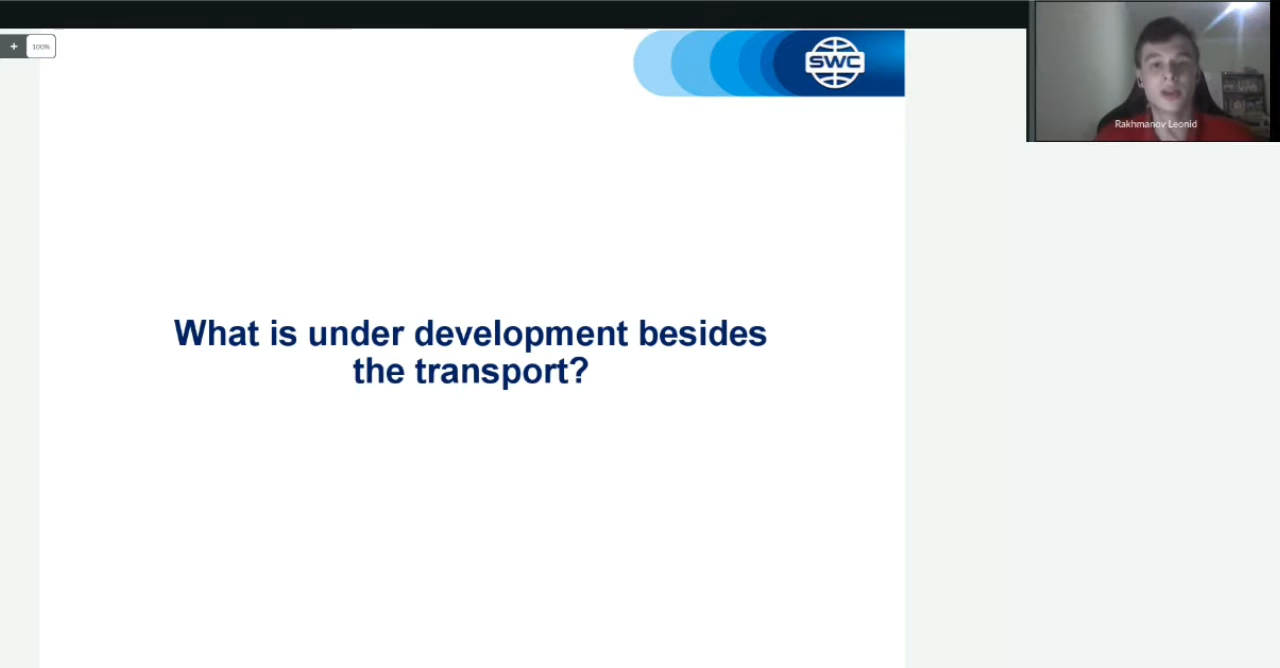 + 100%
SWC
Rakhmanov Leonid
What is under development besides
the transport?